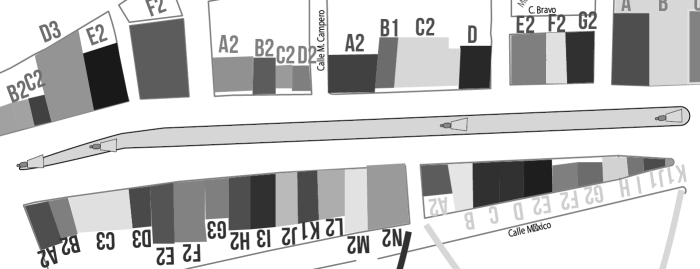 D3 E2
B2 C2
F2
A2 B2 C2 D2
Calle M. Campero
A2 B1 C2 D
C. Bravo
E2 F2 G2
A B
A2 B2 C3 D3 E2 F2 G3 H2 I3 J2 K1 L2 M2 N2
A2 B C D E2 F2 G2 H I J1 K1
Calle México